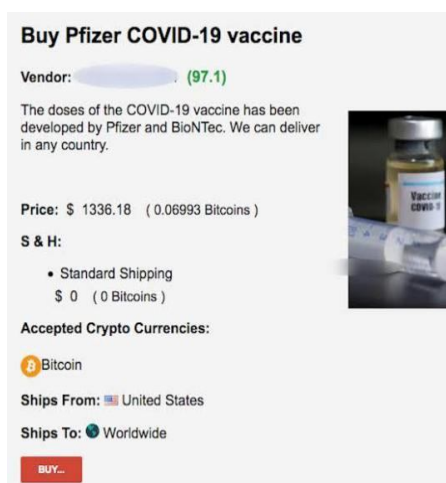 Buy Pfizer COVID-19 vaccine
Vendor: (97.1)
The doses of the COVID-19 vaccine has been
developed by Pfizer and BioNTec. We can deliver
in any country.
Price: $ 1336.18 ( 0.06993 Bitcoins )
S & H:
• Standard Shipping
$ 0 ( 0 Bitcoins )
Accepted Crypto Currencies:
Bitcoin
Ships From: United States
Ships To: Worldwide
BUY...
Vaccine
COVID-19